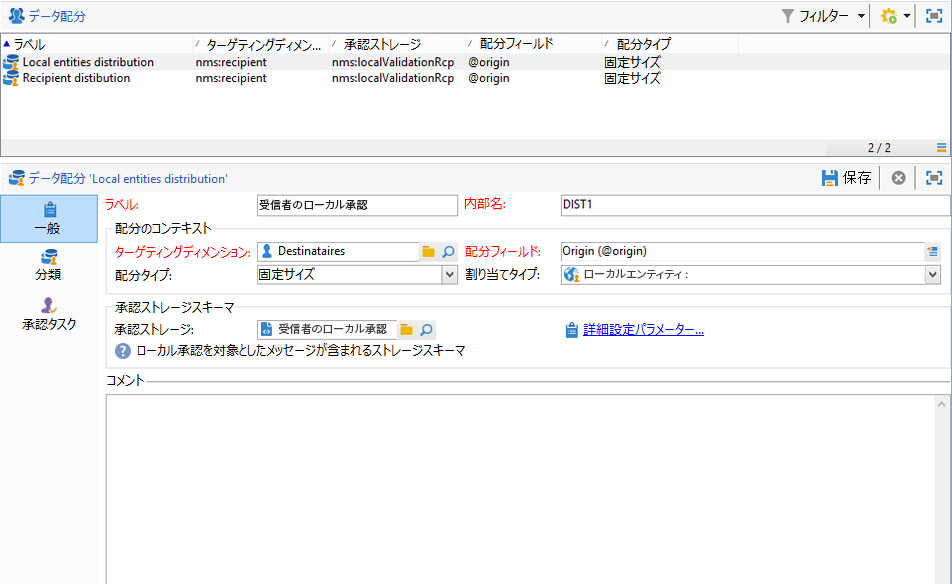 データ配分
フィルター
ラベル ターゲティングディメン... 承認ストレージ 配分フィールド 配分タイプ
Local entities distribution nms:recipient nms:localValidationRcp @origin 固定サイズ
Recipient distibution nms:recipient nms:localValidationRcp @origin 固定サイズ
2 / 2
データ配分 'Local entities distribution'
保存
一般
分類
承認タスク
ラベル: 受信者のローカル承認 内部名: DIST1
配分のコンテキスト
ターゲティングディメンション: Destinataires 配分フィールド: Origin (@origin)
配分タイプ: 固定サイズ 割り当てタイプ: ローカルエンティティ :
承認ストレージスキーマ
承認ストレージ: 受信者のローカル承認 詳細設定パラメーター...
ローカル承認を対象としたメッセージが含まれるストレージスキーマ
コメント